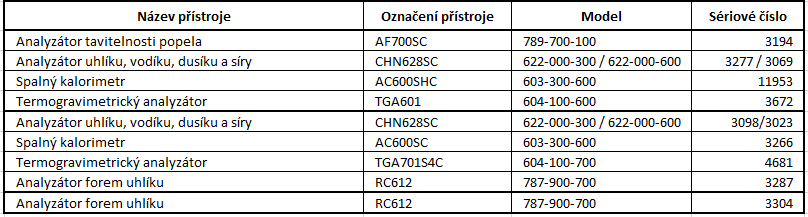 Název přístroje Označení přístroje Model Sériové číslo
Analyzátor tavitelnosti popela AF700SC 789-700-100 3194
Analyzátor uhlíku, vodíku, dusíku a síry CHN628SC 622-000-300 / 622-000-600 3277 / 3069
Spalný kalorimetr AC600SHC 603-300-600 11953
Termogravimetrický analyzátor TGA601 604-100-600 3672
Analyzátor uhlíku, vodíku, dusíku a síry CHN628SC 622-000-300 / 622-000-600 3098/3023
Spalný kalorimetr AC600SC 603-300-600 3266
Termogravimetrický analyzátor TGA701S4C 604-100-700 4681
Analyzátor forem uhlíku RC612 787-900-700 3287
Analyzátor forem uhlíku RC612 787-900-700 3304